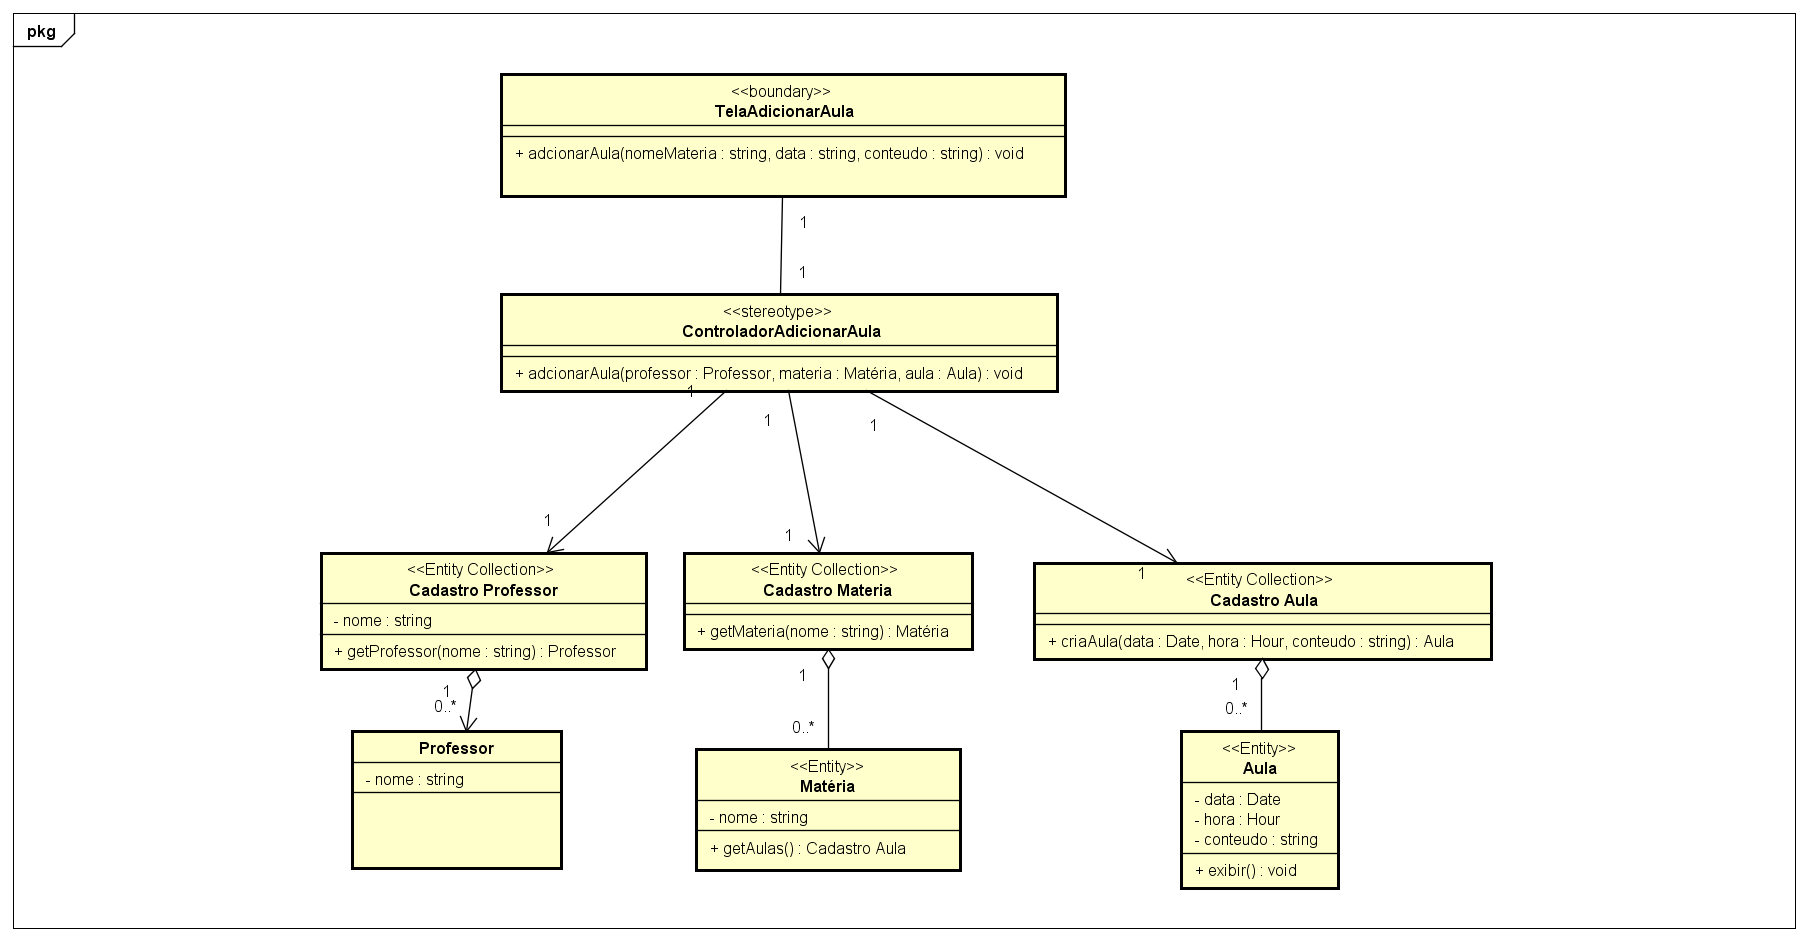 pkg
<<boundary>>
TelaAdicionarAula
+ adcionarAula(nomeMateria : string, data : string, conteudo : string) : void
1
1
<<stereotype>>
ControladorAdicionarAula
+ adcionarAula(professor : Professor, materia : Matéria, aula : Aula) : void
1
1
1
1
1
1
<<Entity Collection>>
Cadastro Professor
- nome : string
+ getProfessor(nome : string) : Professor
<<Entity Collection>>
Cadastro Materia
+ getMateria(nome : string) : Matéria
<<Entity Collection>>
Cadastro Aula
+ criaAula(data : Date, hora : Hour, conteudo : string) : Aula
1
0..*
1
0..*
1
0..*
Professor
- nome : string
<<Entity>>
Matéria
- nome : string
+ getAulas() : Cadastro Aula
<<Entity>>
Aula
- data : Date
- hora : Hour
- conteudo : string
+ exibir() : void